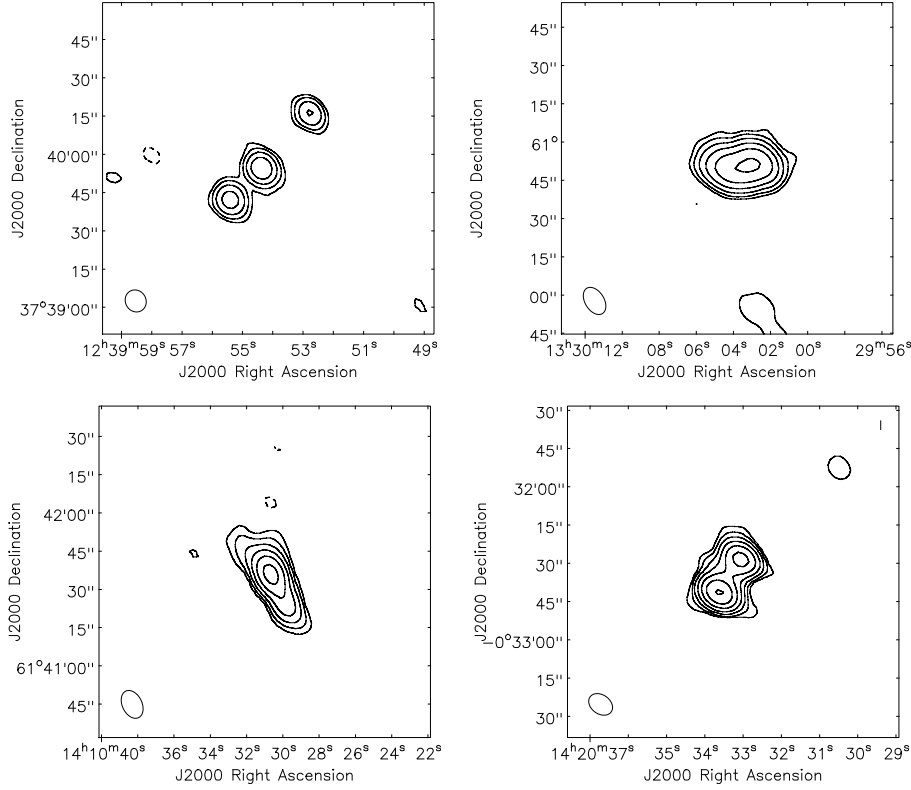 J2000 Declination
45"
30"
15"
40'00"
45"
30"
15"
37°39'00"
12ʰ39ᵐ59ˢ 57ˢ 55ˢ 53ˢ 51ˢ 49ˢ
J2000 Right Ascension
J2000 Declination
45"
30"
15"
61°
45"
30"
15"
00"
45"
13ʰ30ᵐ12ˢ 08ˢ 06ˢ 04ˢ 02ˢ 00ˢ 29ᵐ56ˢ
J2000 Right Ascension
J2000 Declination
30"
15"
42'00"
45"
30"
15"
61°41'00"
45"
14ʰ10ᵐ40ˢ 36ˢ 34ˢ 32ˢ 30ˢ 28ˢ 26ˢ 24ˢ 22ˢ
J2000 Right Ascension
J2000 Declination
30"
45"
32'00"
15"
30"
45"
−0°33'00"
15"
30"
14ʰ20ᵐ37ˢ 35ˢ 34ˢ 33ˢ 31ˢ 30ˢ 29ˢ
J2000 Right Ascension